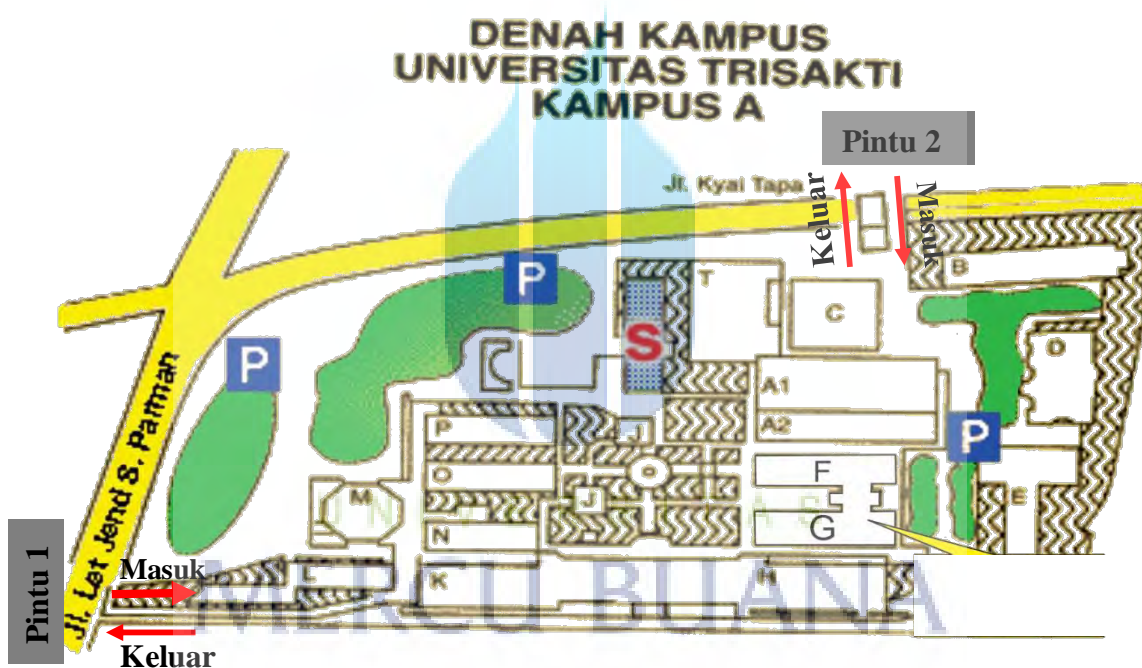 DENAH KAMPUS
UNIVERSITAS TRISAKTI
KAMPUS A
Pintu 2
Jl. Kyai Tapa
Keluar
Masuk
B
P
T
S
C
D
P
A1
A2
P
P
J
F
O
M
J
E
N
G
UNIVERSITAS
Jl. Let Jend S. Parman
Pintu 1
Masuk
L
K
H
MERCU BUANA
Keluar